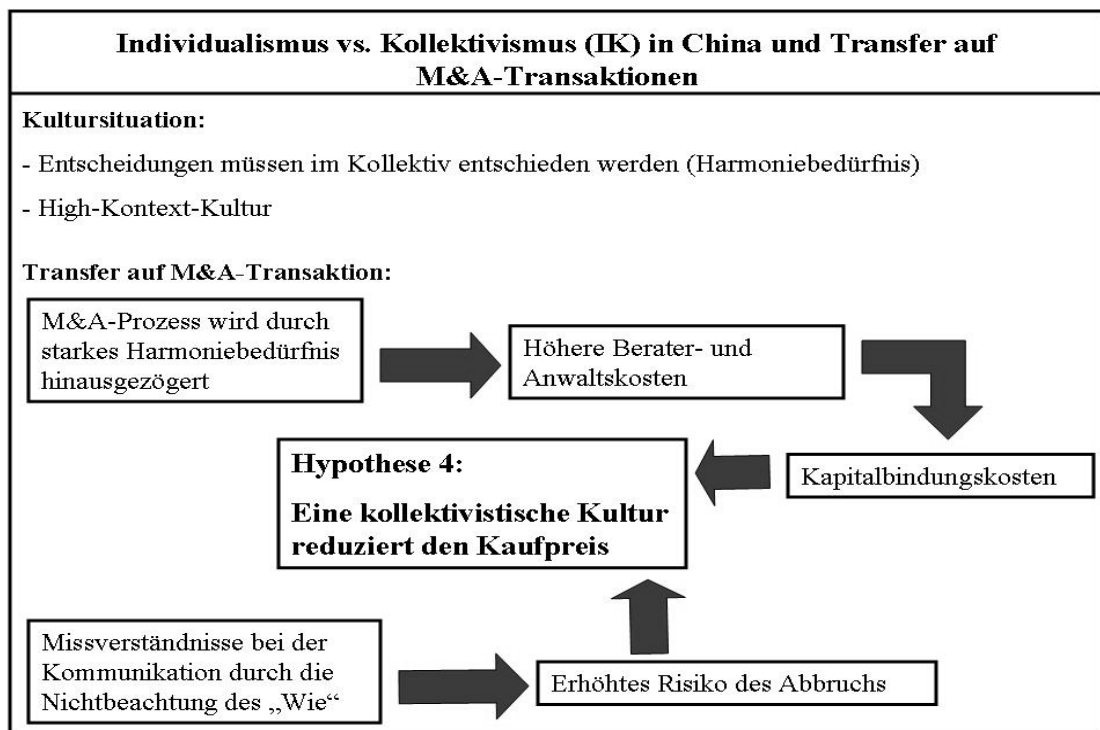 Individualismus vs. Kollektivismus (IK) in China und Transfer auf
M&A-Transaktionen
Kultursituation:
- Entscheidungen müssen im Kollektiv entschieden werden (Harmoniebedürfnis)
- High-Kontext-Kultur
Transfer auf M&A-Transaktion:
M&A-Prozess wird durch
starkes Harmoniebedürfnis
hinausgezögert
Höhere Berater- und
Anwaltskosten
Kapitalbindungskosten
Hypothese 4:
Eine kollektivistische Kultur
reduziert den Kaufpreis
Missverständnisse bei der
Kommunikation durch die
Nichtbeachtung des „Wie“
Erhöhtes Risiko des Abbruchs